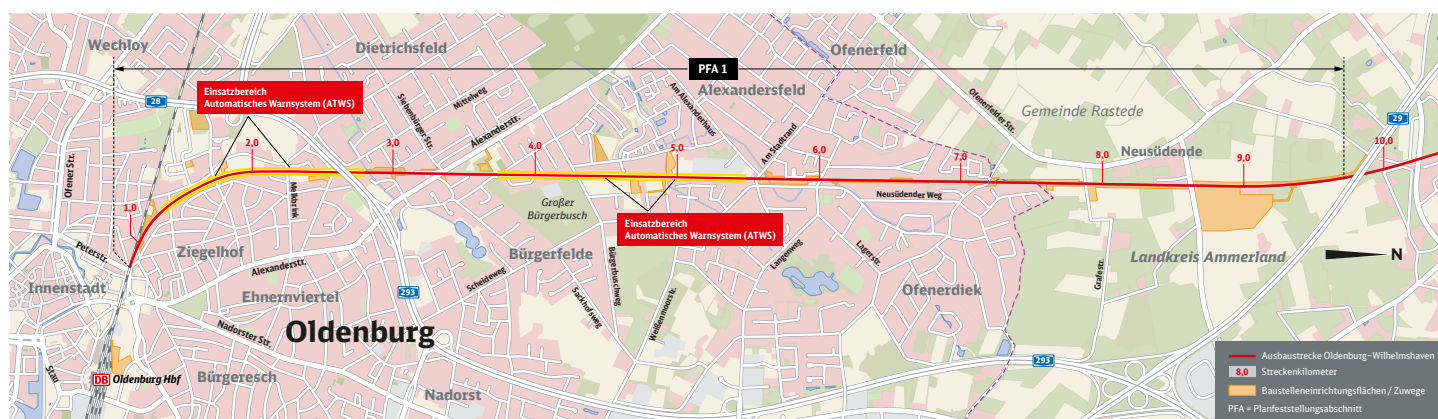 Wechloy
Dietrichsfeld
Ofenerfeld
PFA 1
Alexandersfeld
Einsatzbereich
Automatisches Warnsystem (ATWS)
28
Siebenbürger Str.
Mittelweg
Alexanderstr.
Am Alexanderhaus
Am Stadtrand
Ofenerfelder Str.
Gemeinde Rastede
Neusüdende
29
Ofener Str.
1,0
2,0
3,0
4,0
5,0
6,0
7,0
8,0
9,0
10,0
Melkbrink
Großer
Bürgerbusch
Neusüdender Weg
Einsatzbereich
Automatisches Warnsystem (ATWS)
Peterstr.
Ziegelhof
Alexanderstr.
Innenstadt
Ehnernviertel
293
Scheideweg
Bürgerfelde
Sackhofsweg
Bürgerbuschweg
Weißenmoorstr.
Langenweg
Lagerstr.
Ofenerdiek
Grafestr.
Landkreis Ammerland
N
Oldenburg
Nadorster Str.
Stau
DB Oldenburg Hbf
Bürgeresch
Nadorst
293
Ausbaustrecke Oldenburg–Wilhelmshaven
8,0 Streckenkilometer
Baustelleneinrichtungsflächen / Zuwege
PFA = Planfeststellungsabschnitt